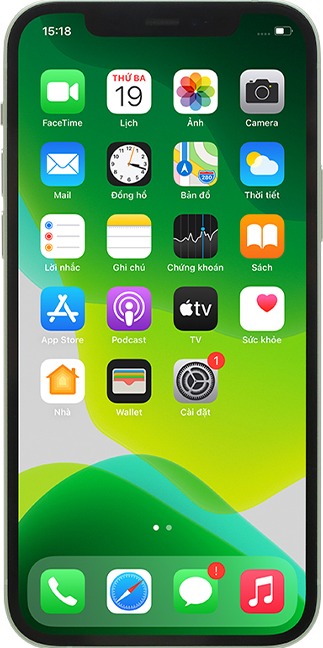 15:18
THỨ BA
19
FaceTime
Lịch
Ảnh
Camera
280
Mail
Đồng hồ
Bản đồ
Thời tiết
Lời nhắc
Ghi chú
Chứng khoán
Sách
tv
App Store
Podcast
TV
Sức khỏe
1
Nhà
Wallet
Cài đặt
!